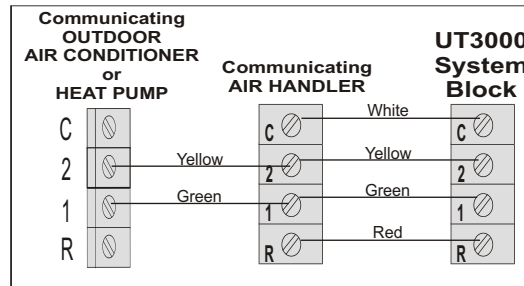 Communicating
OUTDOOR
AIR CONDITIONER
or
HEAT PUMP
Communicating
AIR HANDLER
UT3000
System
Block
C
2
1
R
C
2
1
R
C
2
1
R
Yellow
Green
White
Yellow
Green
Red